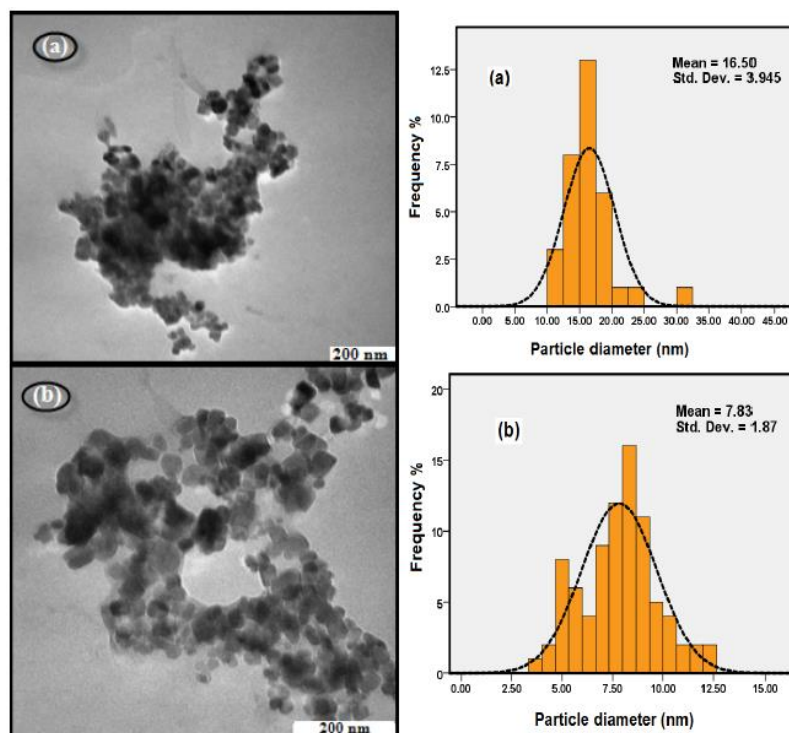 (a)
200 nm
(b)
200 nm
(a)
Mean = 16.50
Std. Dev. = 3.945
Frequency %
12.5
10.0
7.5
5.0
2.5
0.0
0.00 5.00 10.00 15.00 20.00 25.00 30.00 35.00 40.00 45.00
Particle diameter (nm)
(b)
Mean = 7.83
Std. Dev. = 1.87
Frequency %
20
15
10
5
0
0.00 2.50 5.00 7.50 10.00 12.50 15.00
Particle diameter (nm)